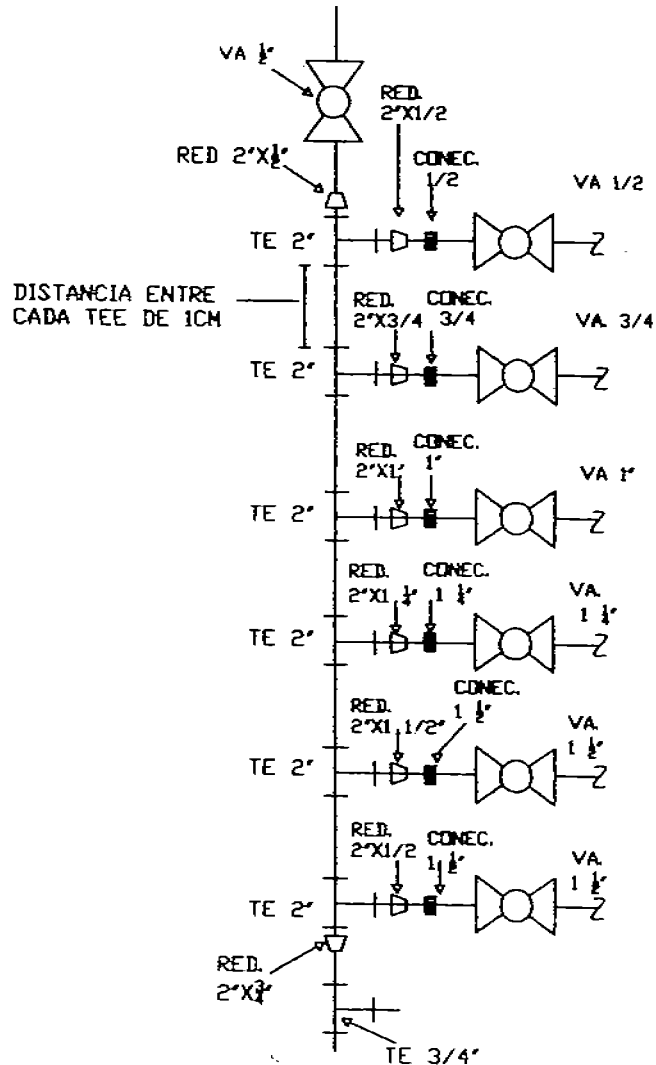 VA ½"
RED.
2"X1/2
RED 2"X½"
CONEC.
1/2
VA 1/2
TE 2"
DISTANCIA ENTRE
CADA TEE DE 1CM
RED.
2"X3/4
CONEC.
3/4
VA. 3/4
TE 2"
RED.
2"X1"
CONEC.
1"
VA 1"
TE 2"
RED.
2"X1 ¼"
CONEC.
1 ¼"
VA.
1 ¼"
TE 2"
RED.
2"X1 1/2"
CONEC.
1 ½"
VA.
1 ½"
TE 2"
RED.
2"X1/2
CONEC.
1 ½"
VA.
1 ½"
TE 2"
RED.
2"X¾"
TE 3/4"